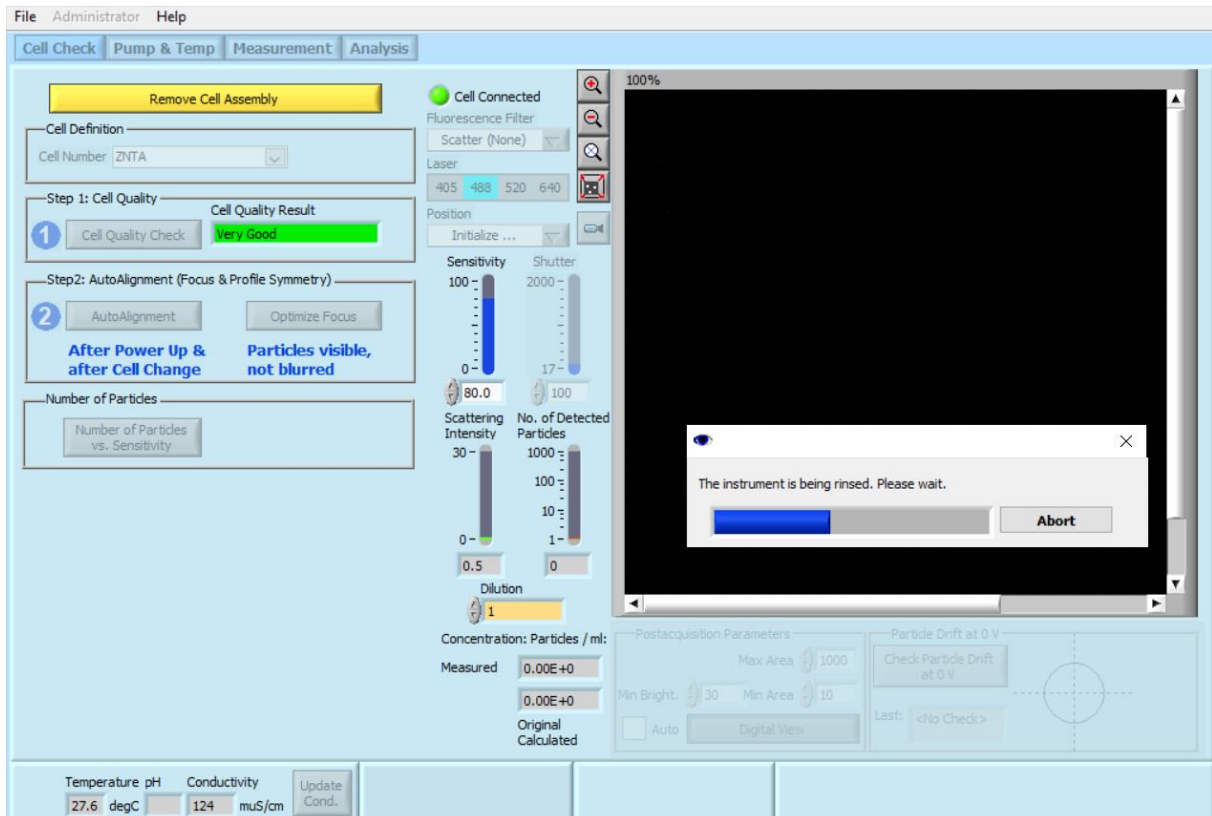 File Administrator Help
Cell Check Pump & Temp Measurement Analysis
Remove Cell Assembly
Cell Definition
Cell Number ZNTA
Step 1: Cell Quality
Cell Quality Result
1 Cell Quality Check Very Good
Step2: AutoAlignment (Focus & Profile Symmetry)
2 AutoAlignment Optimize Focus
After Power Up & Particles visible,
after Cell Change not blurred
Number of Particles
Number of Particles
vs. Sensitivity
Cell Connected
Fluorescence Filter
Scatter (None)
Laser
405 488 520 640
Position
Initialize ...
Sensitivity Shutter
100 2000
0 17
80.0 100
Scattering No. of Detected
Intensity Particles
30 1000
100
10
0 1
0.5 0
Dilution
1
Concentration: Particles / ml:
Measured 0.00E+0
0.00E+0
Original
Calculated
100%
The instrument is being rinsed. Please wait.
Abort
Postacquisition Parameters
Max Area 1000
Min Bright. 30 Min Area 10
Auto Digital View
Particle Drift at 0 V
Check Particle Drift
at 0 V
Last: <No Check>
Temperature pH Conductivity
27.6 degC 124 muS/cm
Update
Cond.